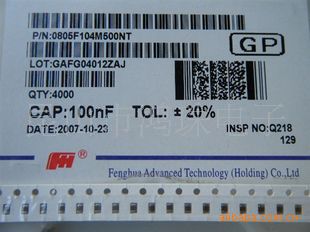 P/N:0805F104M500NT
GP
LOT:GAFG04012ZAJ
QTY:4000
CAP:100nF TOL: ± 20%
DATE:2007-10-23 INSP NO:Q218
129
FH
Fenghua Advanced Technology (Holding) Co., Ltd